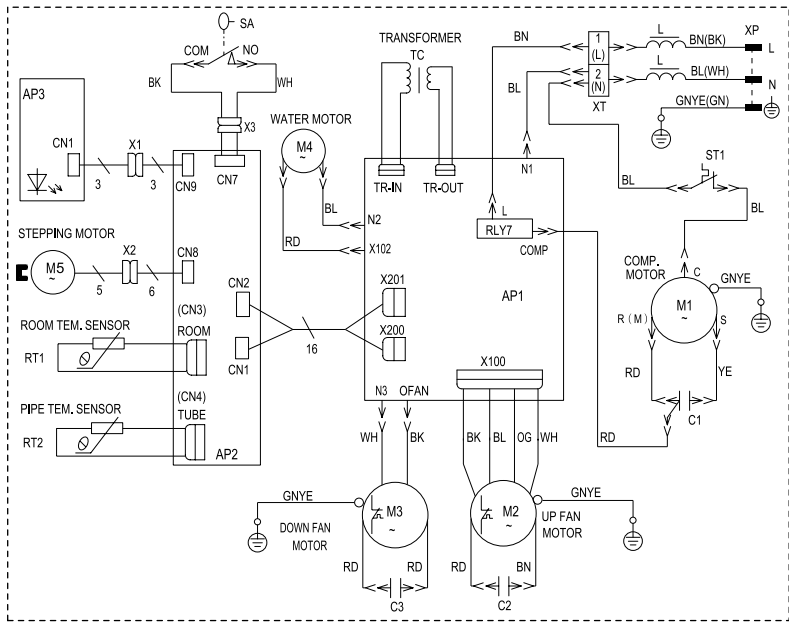 SA
COM
NO
BK
WH
TRANSFORMER
TC
BN
1
(L)
2
(N)
XT
L
BN(BK)
XP
L
L
BL(WH)
N
GNYE(GN)
AP3
CN1
X1
3
3
CN9
X3
CN7
WATER MOTOR
M4
~
TR-IN
TR-OUT
BL
N1
ST1
BL
BL
BL
N2
RD
X102
L
RLY7
COMP
STEPPING MOTOR
M5
~
X2
5
6
CN8
COMP.
MOTOR
C
GNYE
M1
~
R(M)
S
CN2
X201
AP1
(CN3)
ROOM
ROOM TEM. SENSOR
RT1
16
X200
CN1
X100
RD
YE
(CN4)
TUBE
PIPE TEM. SENSOR
RT2
AP2
N3
OFAN
C1
RD
WH
BK
BK
BL
OG
WH
GNYE
M3
~
DOWN FAN
MOTOR
M2
~
GNYE
UP FAN
MOTOR
RD
RD
C3
RD
BN
C2